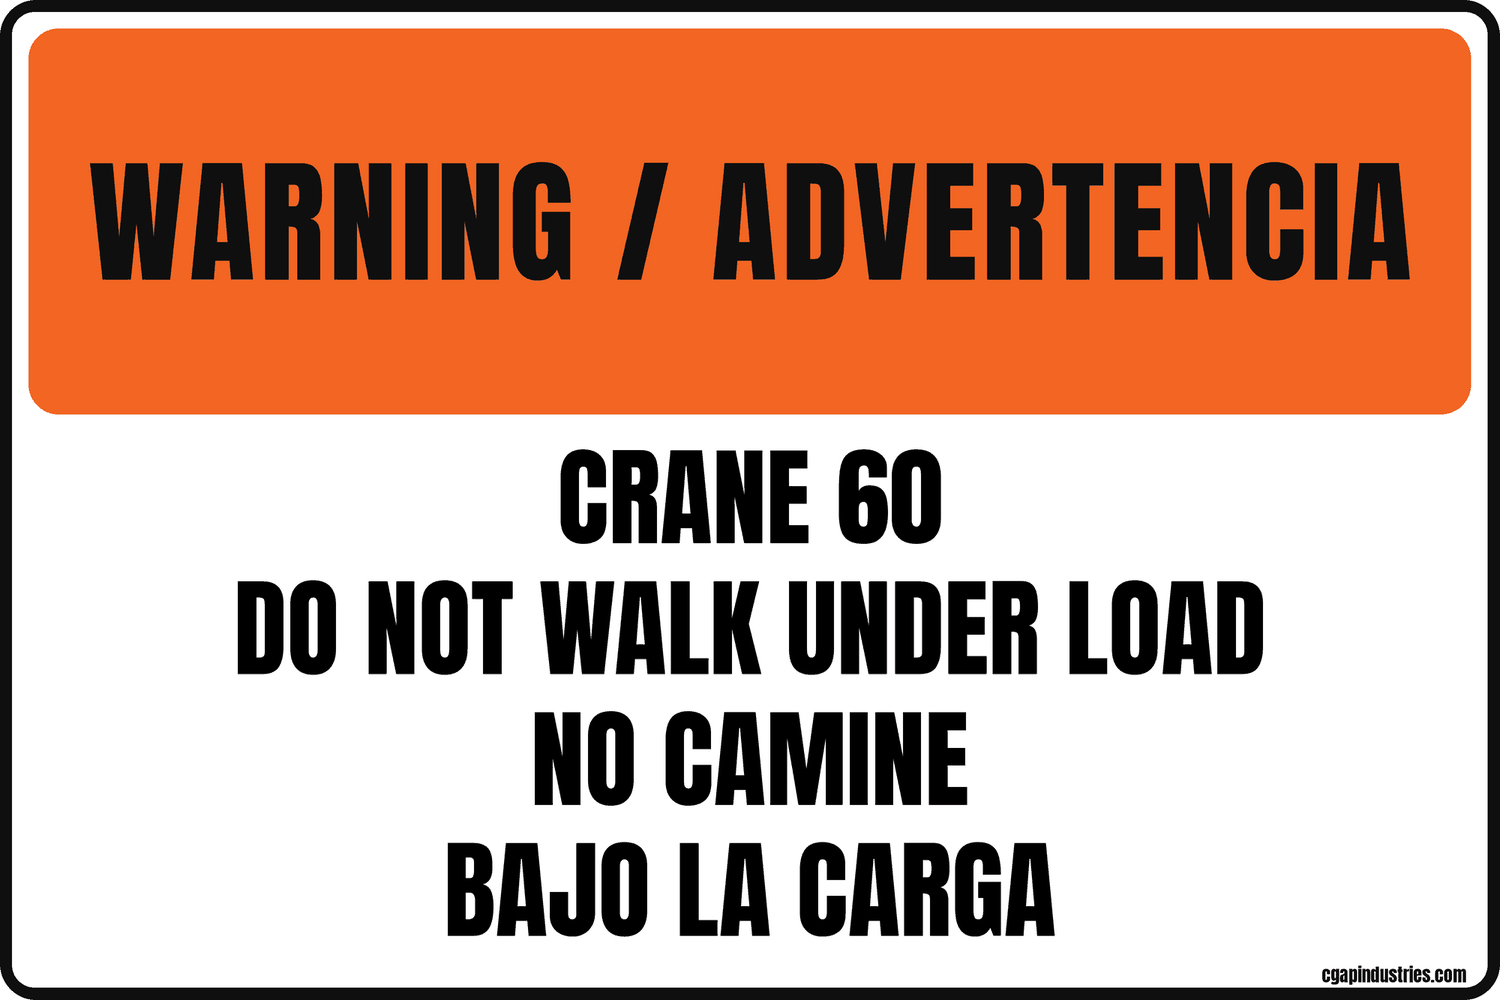 WARNING / ADVERTENCIA
CRANE 60
DO NOT WALK UNDER LOAD
NO CAMINE
BAJO LA CARGA
cgapindustries.com